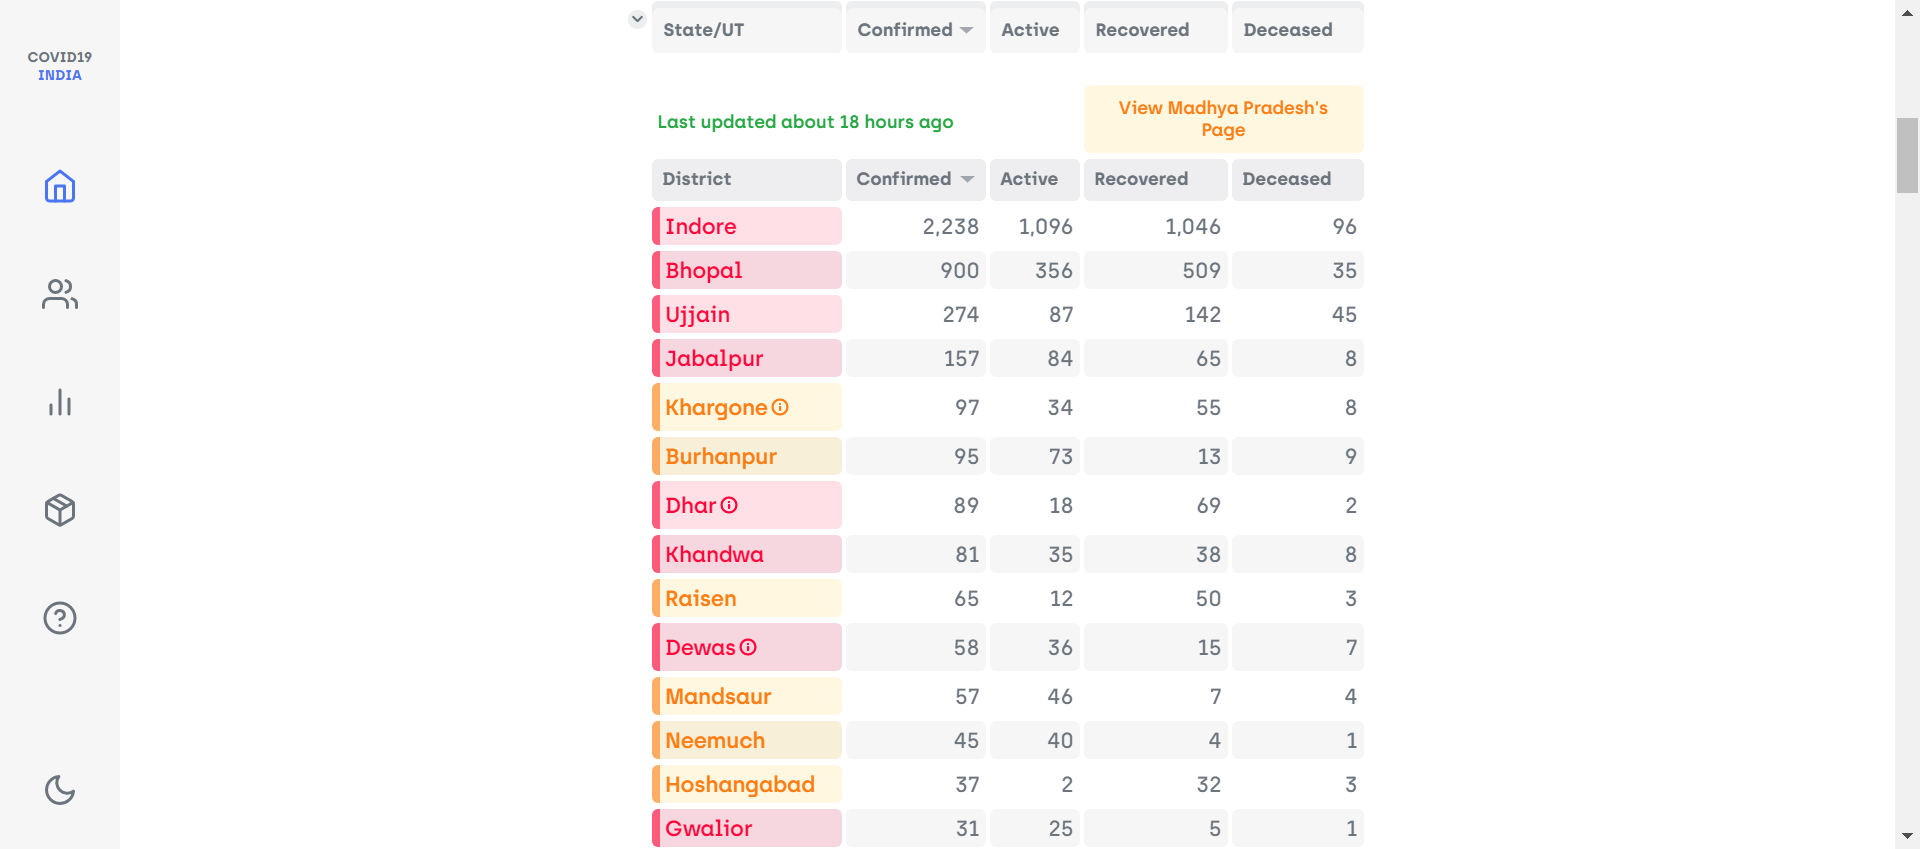 COVID19
INDIA
State/UT Confirmed Active Recovered Deceased
Last updated about 18 hours ago
View Madhya Pradesh's
Page
District Confirmed Active Recovered Deceased
Indore 2,238 1,096 1,046 96
Bhopal 900 356 509 35
Ujjain 274 87 142 45
Jabalpur 157 84 65 8
Khargone 97 34 55 8
Burhanpur 95 73 13 9
Dhar 89 18 69 2
Khandwa 81 35 38 8
Raisen 65 12 50 3
Dewas 58 36 15 7
Mandsaur 57 46 7 4
Neemuch 45 40 4 1
Hoshangabad 37 2 32 3
Gwalior 31 25 5 1